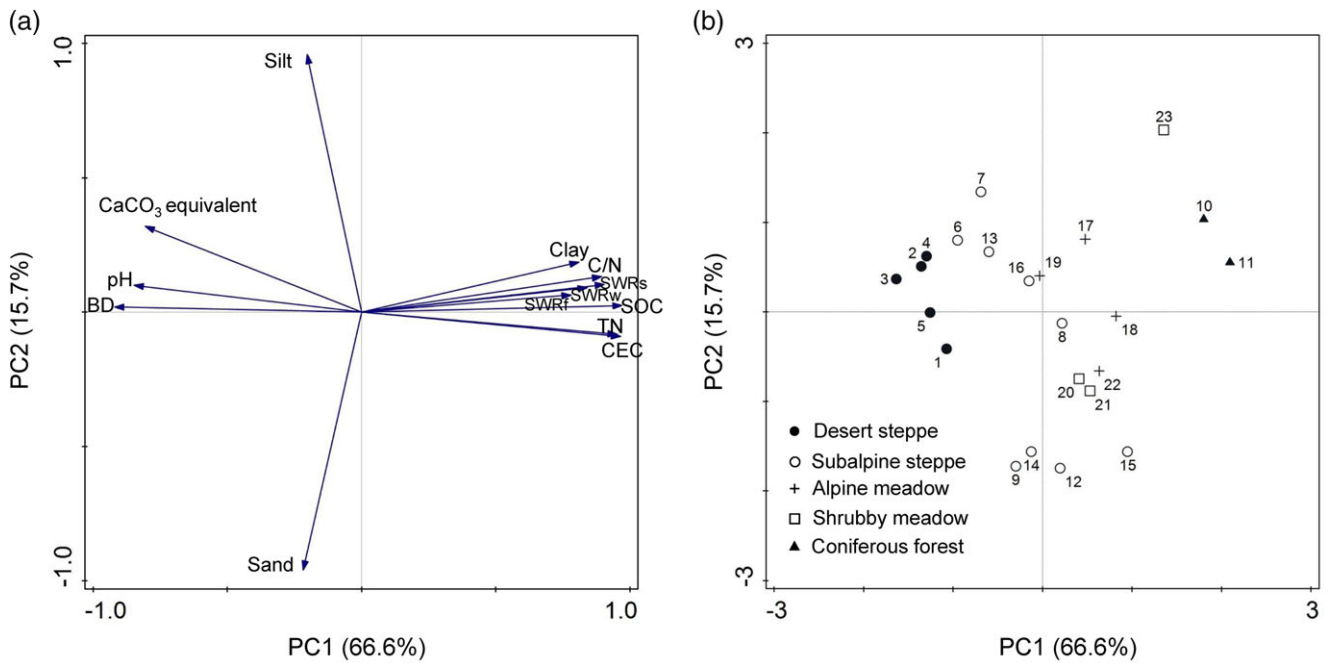 (a)
1.0
Silt
CaCO3 equivalent
pH
BD
Clay
C/N
SWRs
SWRw
SWRf
SOC
TN
CEC
Sand
-1.0
-1.0
1.0
PC2 (15.7%)
PC1 (66.6%)
(b)
3
23
7
10
17
6
4
2
13
11
19
3
16
5
8
18
1
20
22
21
14
9
12
15
Desert steppe
Subalpine steppe
Alpine meadow
Shrubby meadow
Coniferous forest
-3
-3
3
PC2 (15.7%)
PC1 (66.6%)